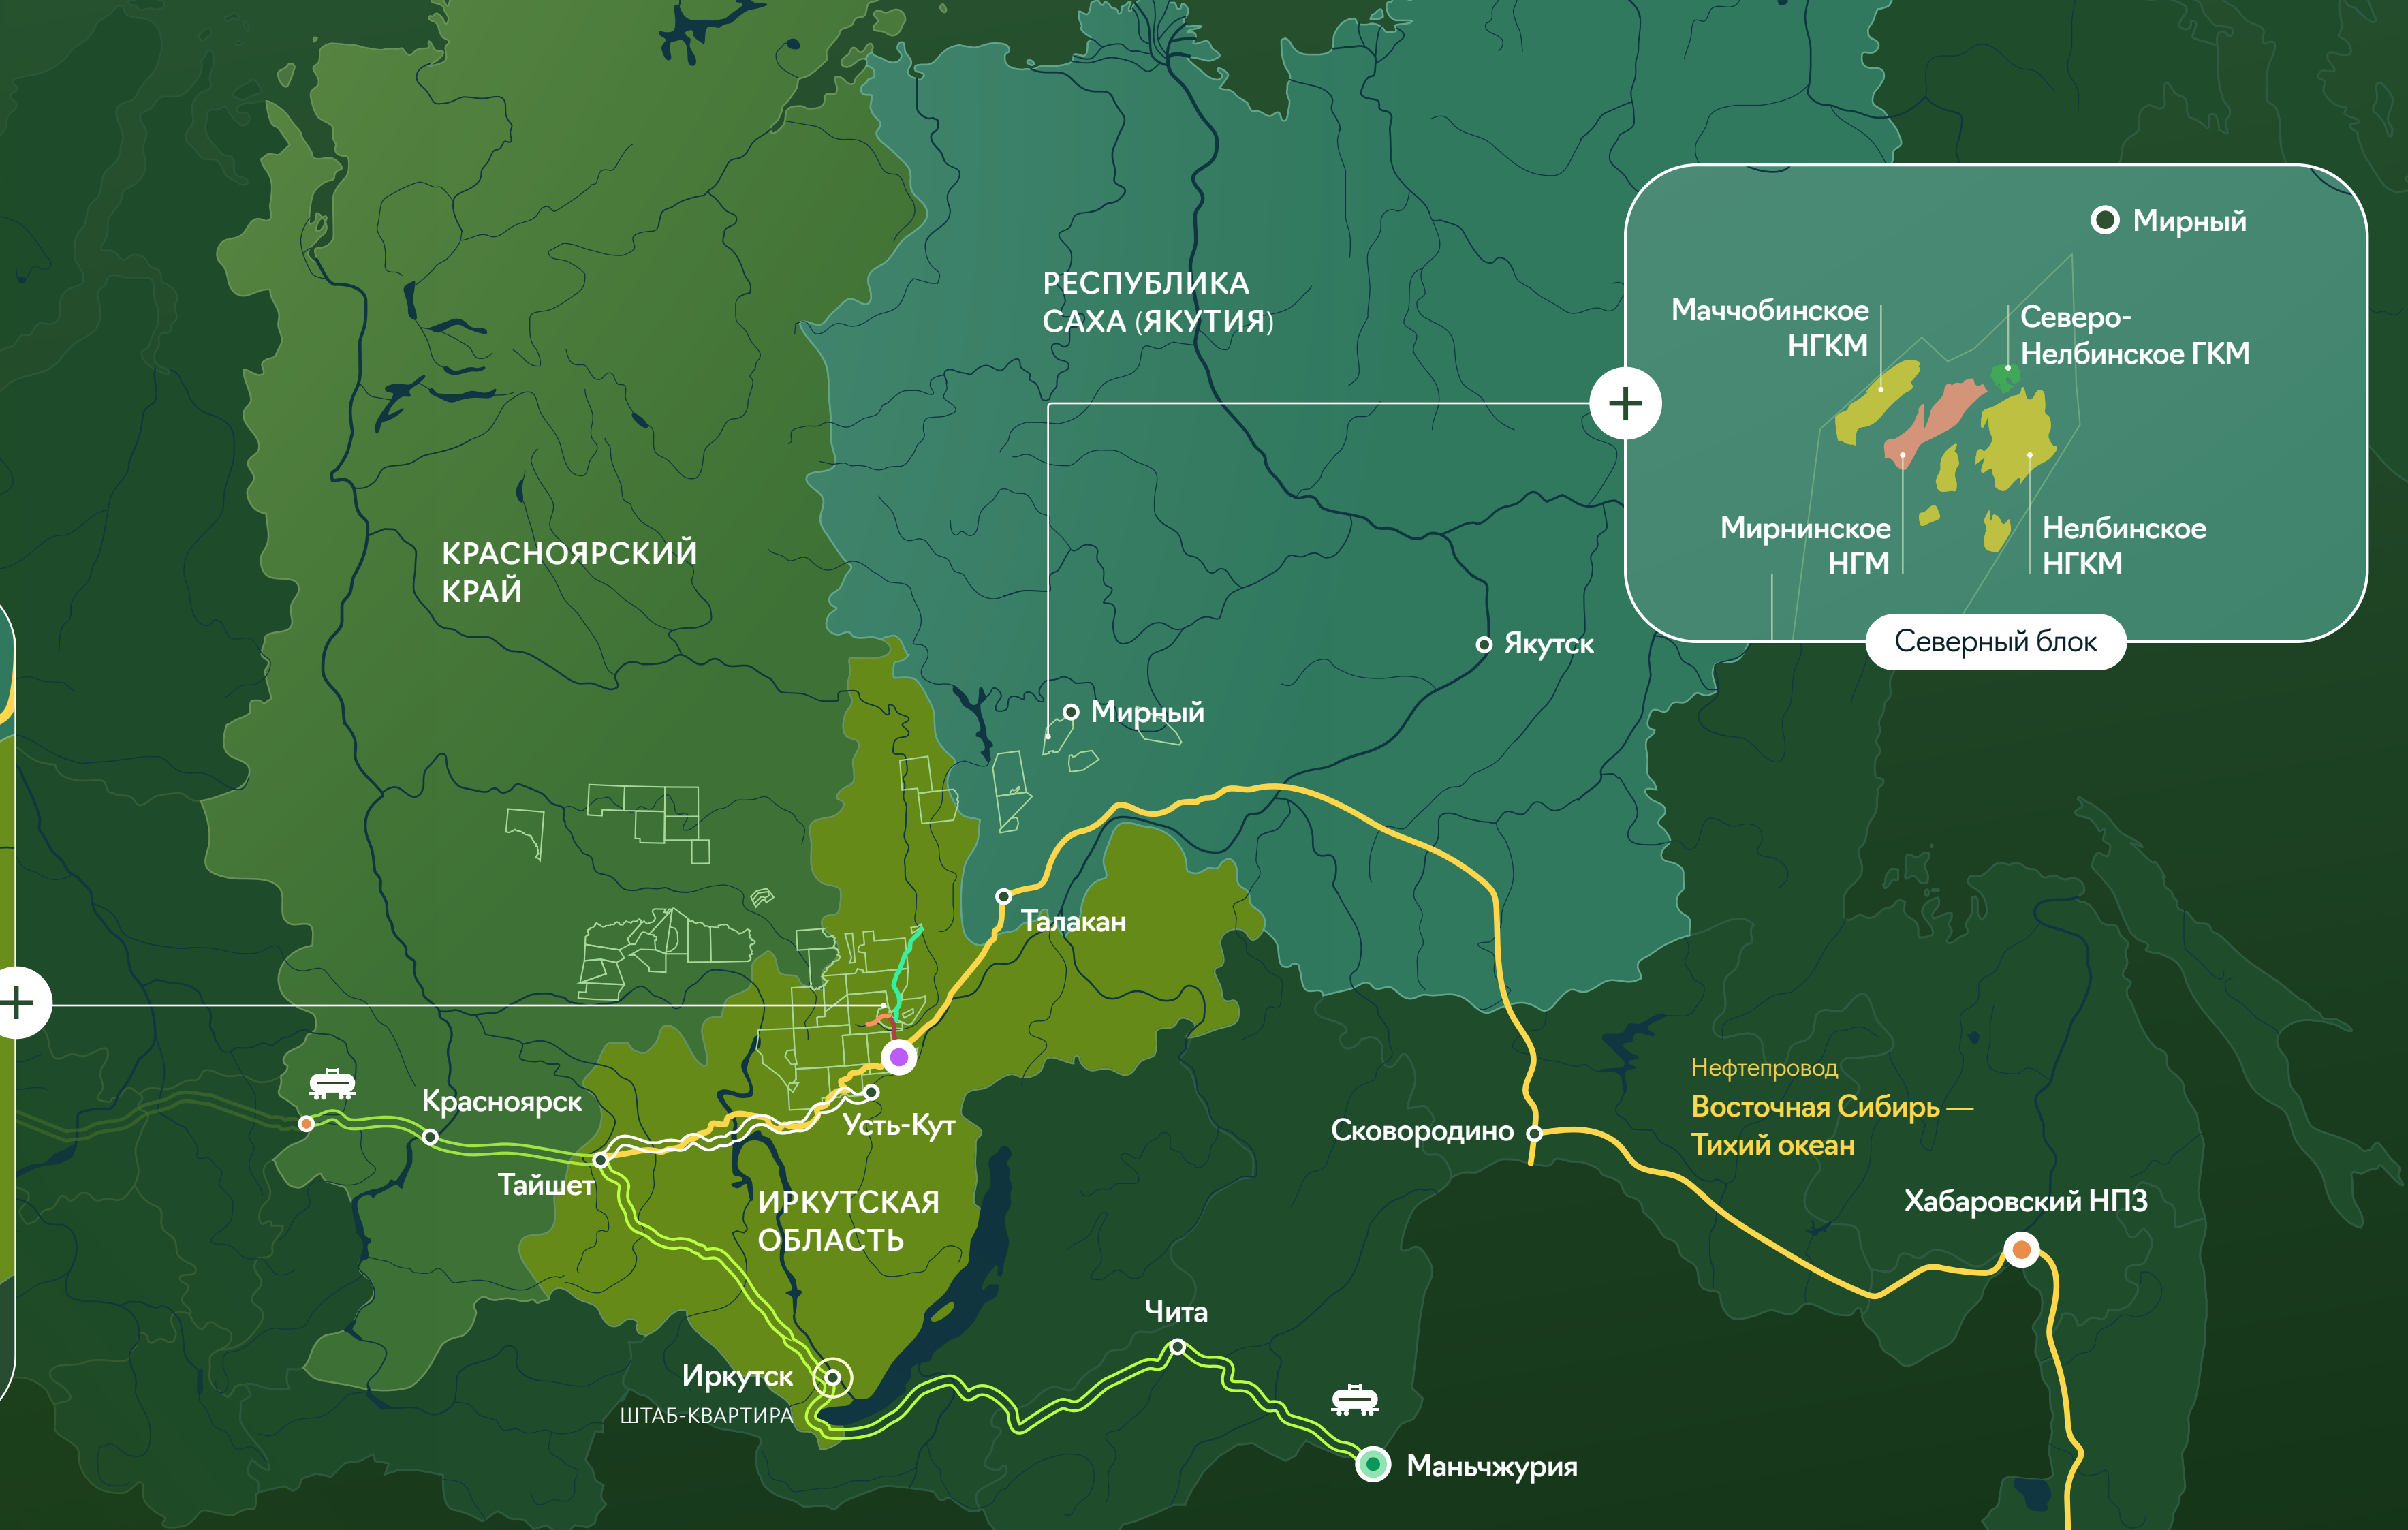 Мирный
Маччобинское
НГКМ
Северо-
Нелбинское ГКМ
Мирнинское
НГМ
Нелбинское
НГКМ
Северный блок
РЕСПУБЛИКА
САХА (ЯКУТИЯ)
КРАСНОЯРСКИЙ
КРАЙ
Якутск
Мирный
Талакан
Красноярск
Усть-Кут
Тайшет
ИРКУТСКАЯ
ОБЛАСТЬ
Сковородино
Нефтепровод
Восточная Сибирь —
Тихий океан
Хабаровский НПЗ
Чита
Иркутск
ШТАБ-КВАРТИРА
Маньчжурия